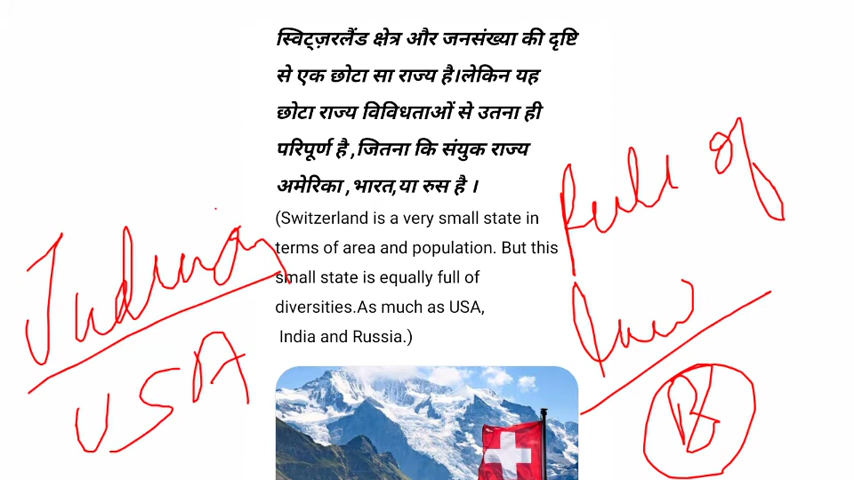 स्विट्ज़रलैंड क्षेत्र और जनसंख्या की दृष्टि
से एक छोटा सा राज्य है।लेकिन यह
छोटा राज्य विविधताओं से उतना ही
परिपूर्ण है ,जितना कि संयुक राज्य
अमेरिका ,भारत,या रुस है ।
(Switzerland is a very small state in
terms of area and population. But this
small state is equally full of
diversities.As much as USA,
India and Russia.)
USA
Rule of
Law